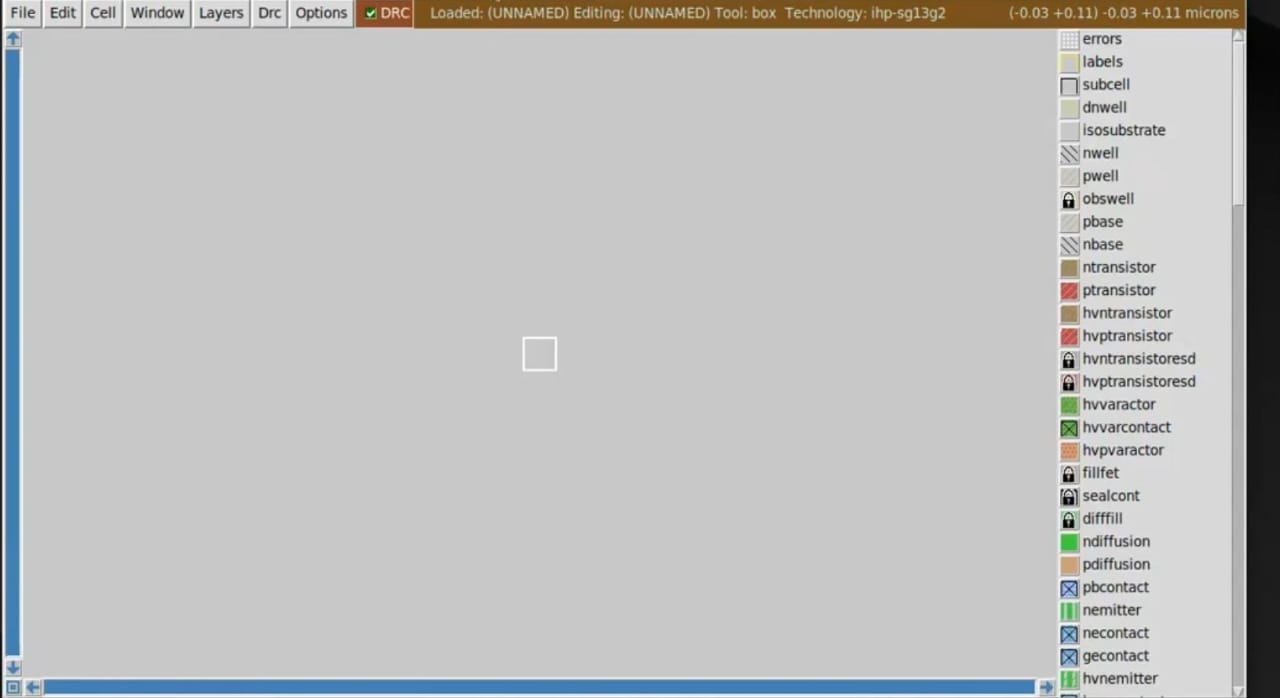 File Edit Cell Window Layers Drc Options DRC Loaded: (UNNAMED) Editing: (UNNAMED) Tool: box Technology: ihp-sg13g2 (-0.03 +0.11) -0.03 +0.11 microns
errors
labels
subcell
dnwell
isosubstrate
nwell
pwell
obswell
pbase
nbase
ntransistor
ptransistor
hvntransistor
hvptransistor
hvntransistoresd
hvptransistoresd
hvvaractor
hvvarcontact
hvpvaractor
fillfet
sealcont
difffill
ndiffusion
pdiffusion
pbcontact
nemitter
necontact
gecontact
hvnemitter